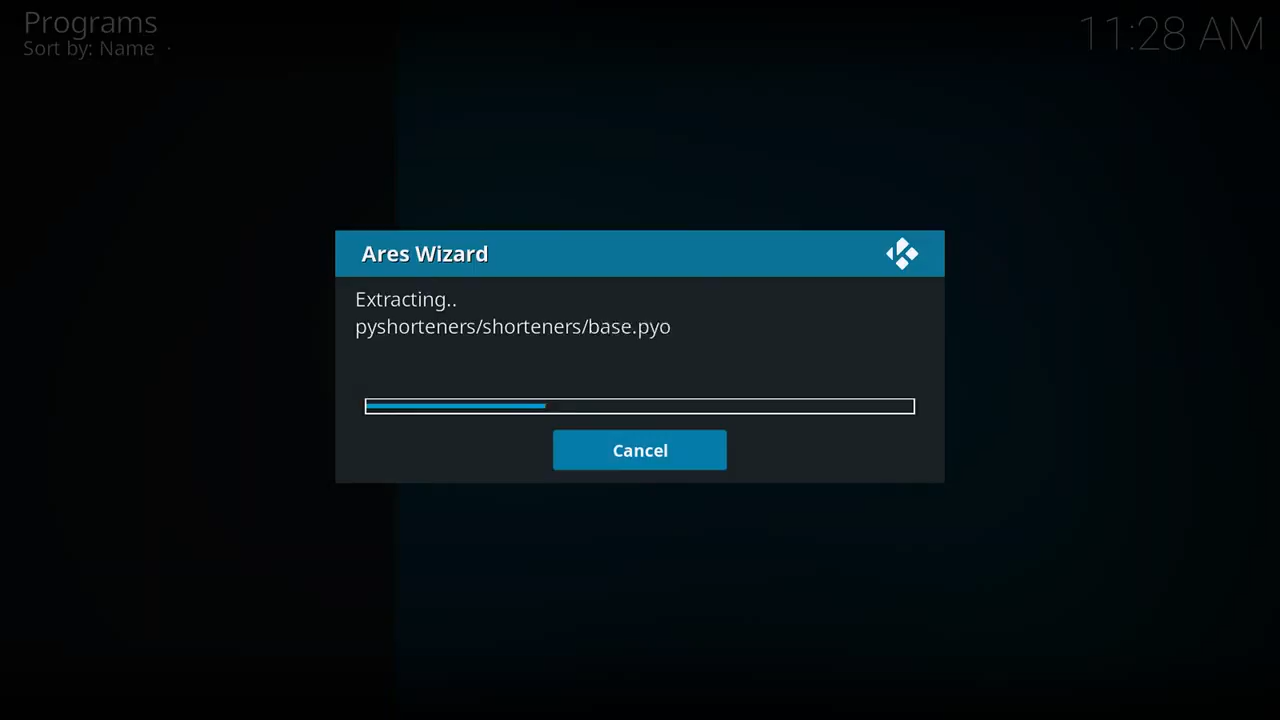 Programs
Sort by: Name ·
11:28 AM
Ares Wizard
Extracting..
pyshorteners/shorteners/base.pyo
Cancel